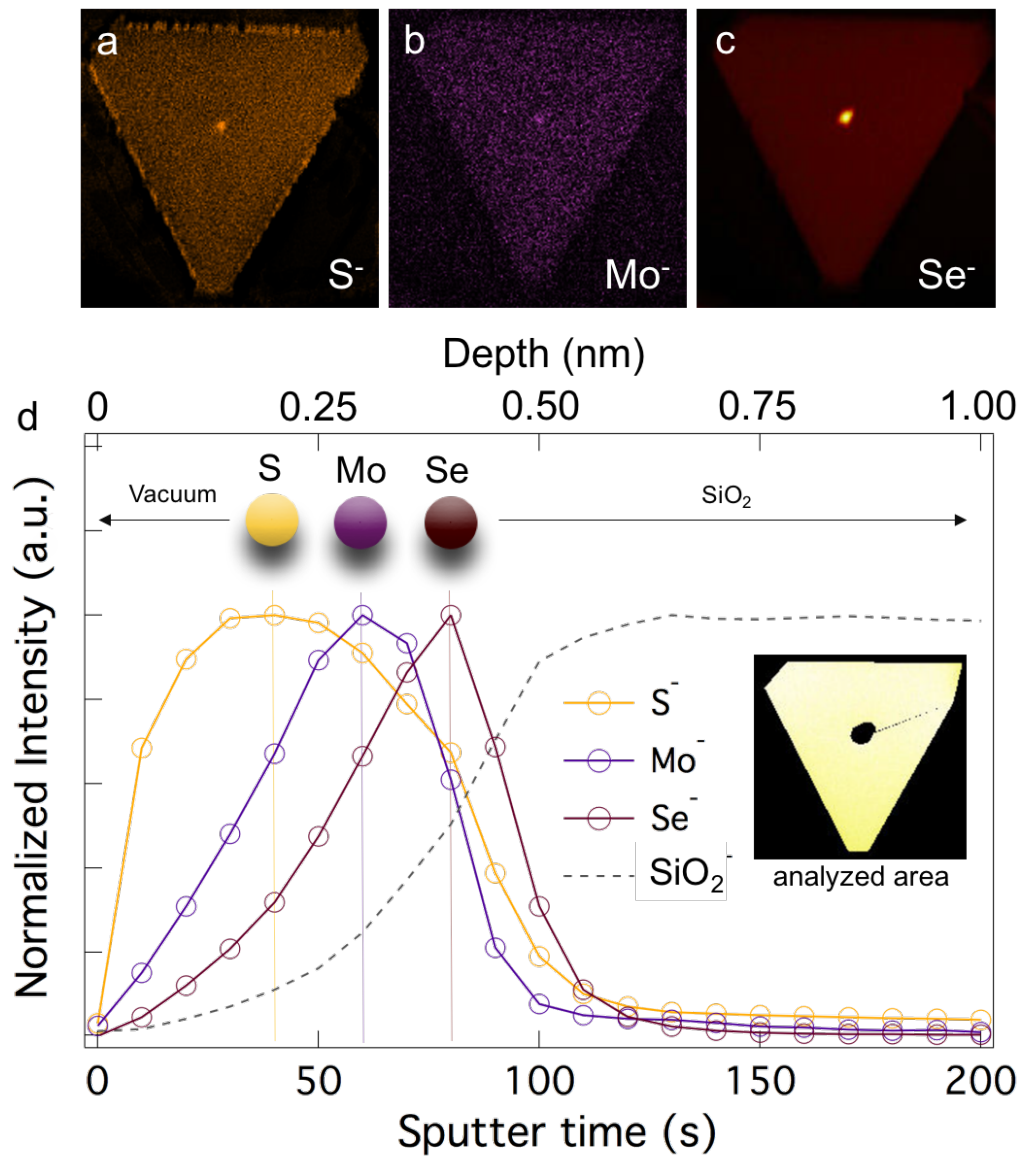 a
b
c
S-
Mo-
Se-
Depth (nm)
d
0 0.25 0.50 0.75 1.00
S Mo Se
Vacuum
SiO2
Normalized Intensity (a.u.)
S-
Mo-
Se-
SiO2-
analyzed area
0 50 100 150 200
Sputter time (s)